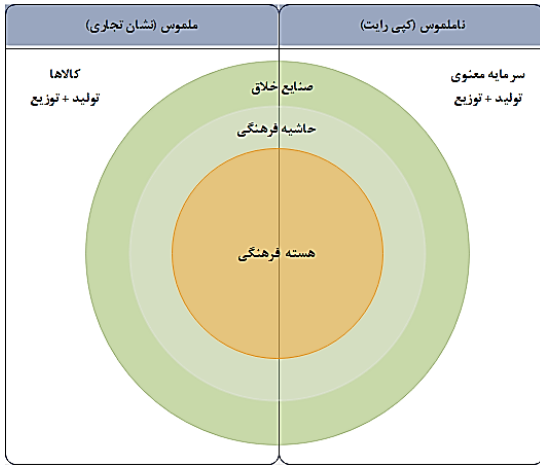 ناملموس (کپی رایت)
ملموس (نشان تجاری)
سرمایه معنوی
تولید + توزیع
کالاها
تولید + توزیع
صنایع خلاق
حاشیه فرهنگی
هسته فرهنگی